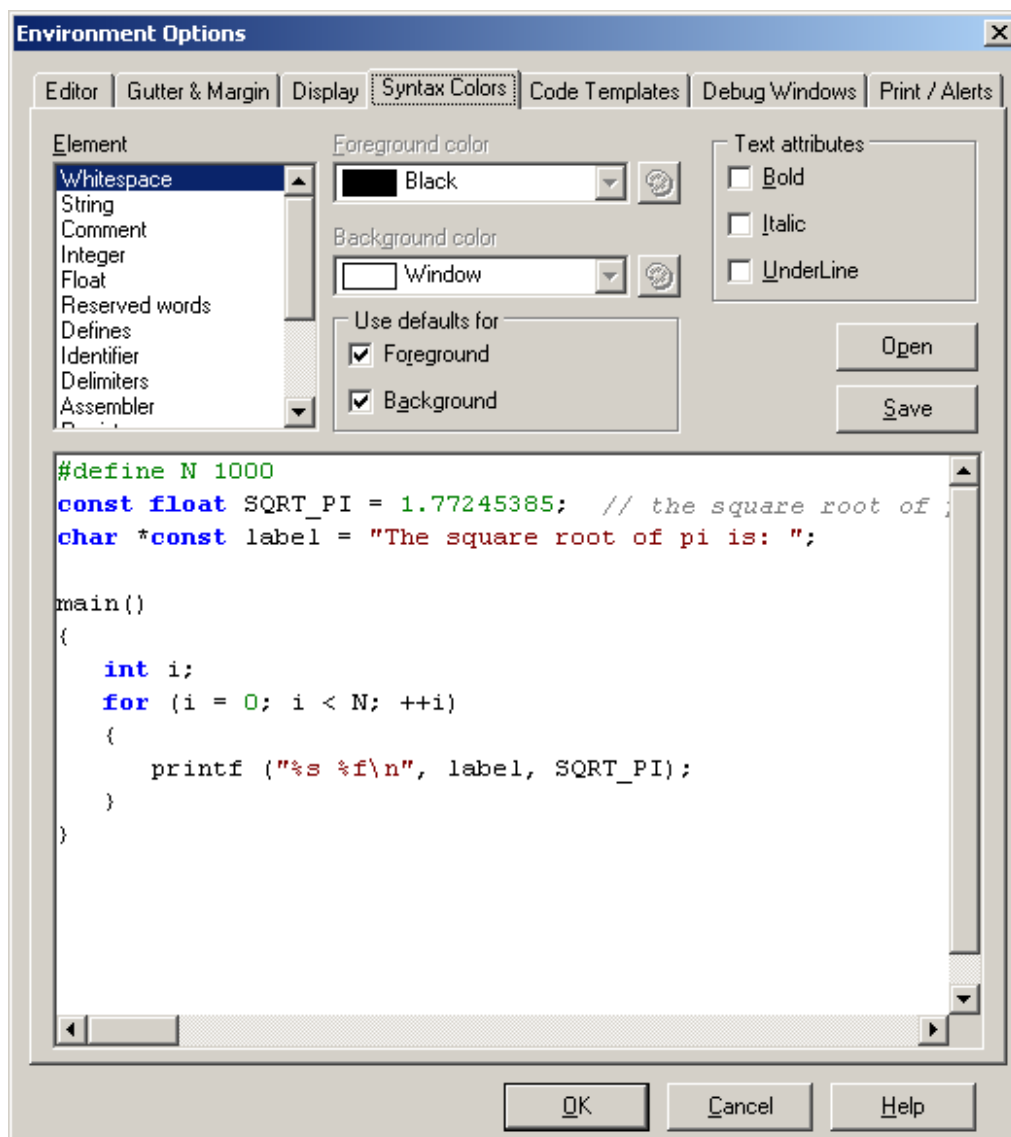 Environment Options
Editor Gutter & Margin Display Syntax Colors Code Templates Debug Windows Print / Alerts
Element
Whitespace
String
Comment
Integer
Float
Reserved words
Defines
Identifier
Delimiters
Assembler
Foreground color
Black
Background color
Window
Use defaults for
Foreground
Background
Text attributes
Bold
Italic
UnderLine
Open
Save
#define N 1000
const float SQRT_PI = 1.77245385;  // the square root of
char *const label = "The square root of pi is: ";
main()
{
   int i;
   for (i = 0; i < N; ++i)
   {
      printf ("%s %f\n", label, SQRT_PI);
   }
}
OK Cancel Help